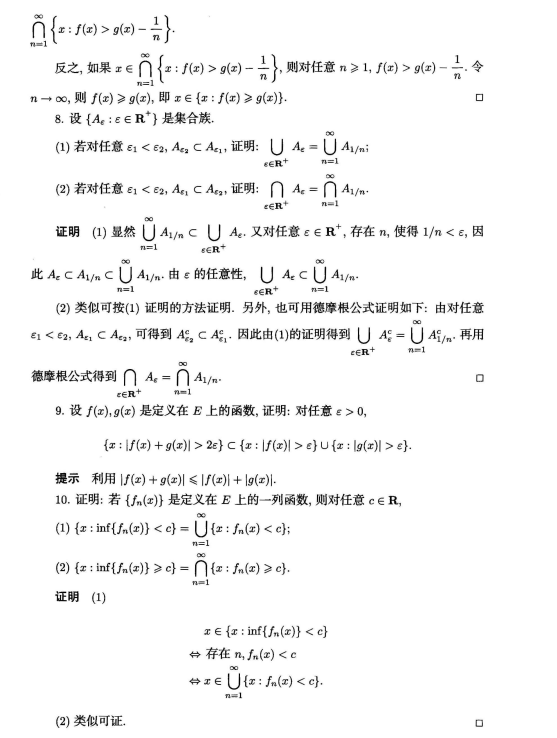 $\bigcap_{n=1}^{\infty}\left\{x: f(x)>g(x)-\frac{1}{n}\right\}$.
反之, 如果 $x\in\bigcap_{n=1}^{\infty}\left\{x: f(x)>g(x)-\frac{1}{n}\right\}$, 则对任意 $n\geqslant 1$, $f(x)>g(x)-\frac{1}{n}$. 令
$n\to\infty$, 则 $f(x)\geqslant g(x)$, 即 $x\in\{x: f(x)\geqslant g(x)\}$. □
8. 设 $\{A_\varepsilon:\varepsilon\in\mathbf{R}^+\}$ 是集合族.
(1) 若对任意 $\varepsilon_1<\varepsilon_2$, $A_{\varepsilon_2}\subset A_{\varepsilon_1}$, 证明: $\bigcup_{\varepsilon\in\mathbf{R}^+}A_\varepsilon=\bigcup_{n=1}^{\infty}A_{1/n}$;
(2) 若对任意 $\varepsilon_1<\varepsilon_2$, $A_{\varepsilon_1}\subset A_{\varepsilon_2}$, 证明: $\bigcap_{\varepsilon\in\mathbf{R}^+}A_\varepsilon=\bigcap_{n=1}^{\infty}A_{1/n}$.
证明 (1) 显然 $\bigcup_{n=1}^{\infty}A_{1/n}\subset\bigcup_{\varepsilon\in\mathbf{R}^+}A_\varepsilon$. 又对任意 $\varepsilon\in\mathbf{R}^+$, 存在 $n$, 使得 $1/n<\varepsilon$, 因
此 $A_\varepsilon\subset A_{1/n}\subset\bigcup_{n=1}^{\infty}A_{1/n}$. 由 $\varepsilon$ 的任意性, $\bigcup_{\varepsilon\in\mathbf{R}^+}A_\varepsilon\subset\bigcup_{n=1}^{\infty}A_{1/n}$.
(2) 类似可按(1) 证明的方法证明. 另外, 也可用德摩根公式证明如下: 由对任意
$\varepsilon_1<\varepsilon_2$, $A_{\varepsilon_1}\subset A_{\varepsilon_2}$, 可得到 $A_{\varepsilon_2}^c\subset A_{\varepsilon_1}^c$. 因此由(1)的证明得到 $\bigcup_{\varepsilon\in\mathbf{R}^+}A_\varepsilon^c=\bigcup_{n=1}^{\infty}A_{1/n}^c$. 再用
德摩根公式得到 $\bigcap_{\varepsilon\in\mathbf{R}^+}A_\varepsilon=\bigcap_{n=1}^{\infty}A_{1/n}$. □
9. 设 $f(x),g(x)$ 是定义在 $E$ 上的函数, 证明: 对任意 $\varepsilon>0$,
$\{x:|f(x)+g(x)|>2\varepsilon\}\subset\{x:|f(x)|>\varepsilon\}\cup\{x:|g(x)|>\varepsilon\}$.
提示 利用 $|f(x)+g(x)|\leqslant|f(x)|+|g(x)|$.
10. 证明: 若 $\{f_n(x)\}$ 是定义在 $E$ 上的一列函数, 则对任意 $c\in\mathbf{R}$,
(1) $\{x:\inf\{f_n(x)\}<c\}=\bigcup_{n=1}^{\infty}\{x:f_n(x)<c\}$;
(2) $\{x:\inf\{f_n(x)\}\geqslant c\}=\bigcap_{n=1}^{\infty}\{x:f_n(x)\geqslant c\}$.
证明 (1)
$x\in\{x:\inf\{f_n(x)\}<c\}$
$\Leftrightarrow$ 存在 $n,f_n(x)<c$
$\Leftrightarrow x\in\bigcup_{n=1}^{\infty}\{x:f_n(x)<c\}$.
(2) 类似可证. □